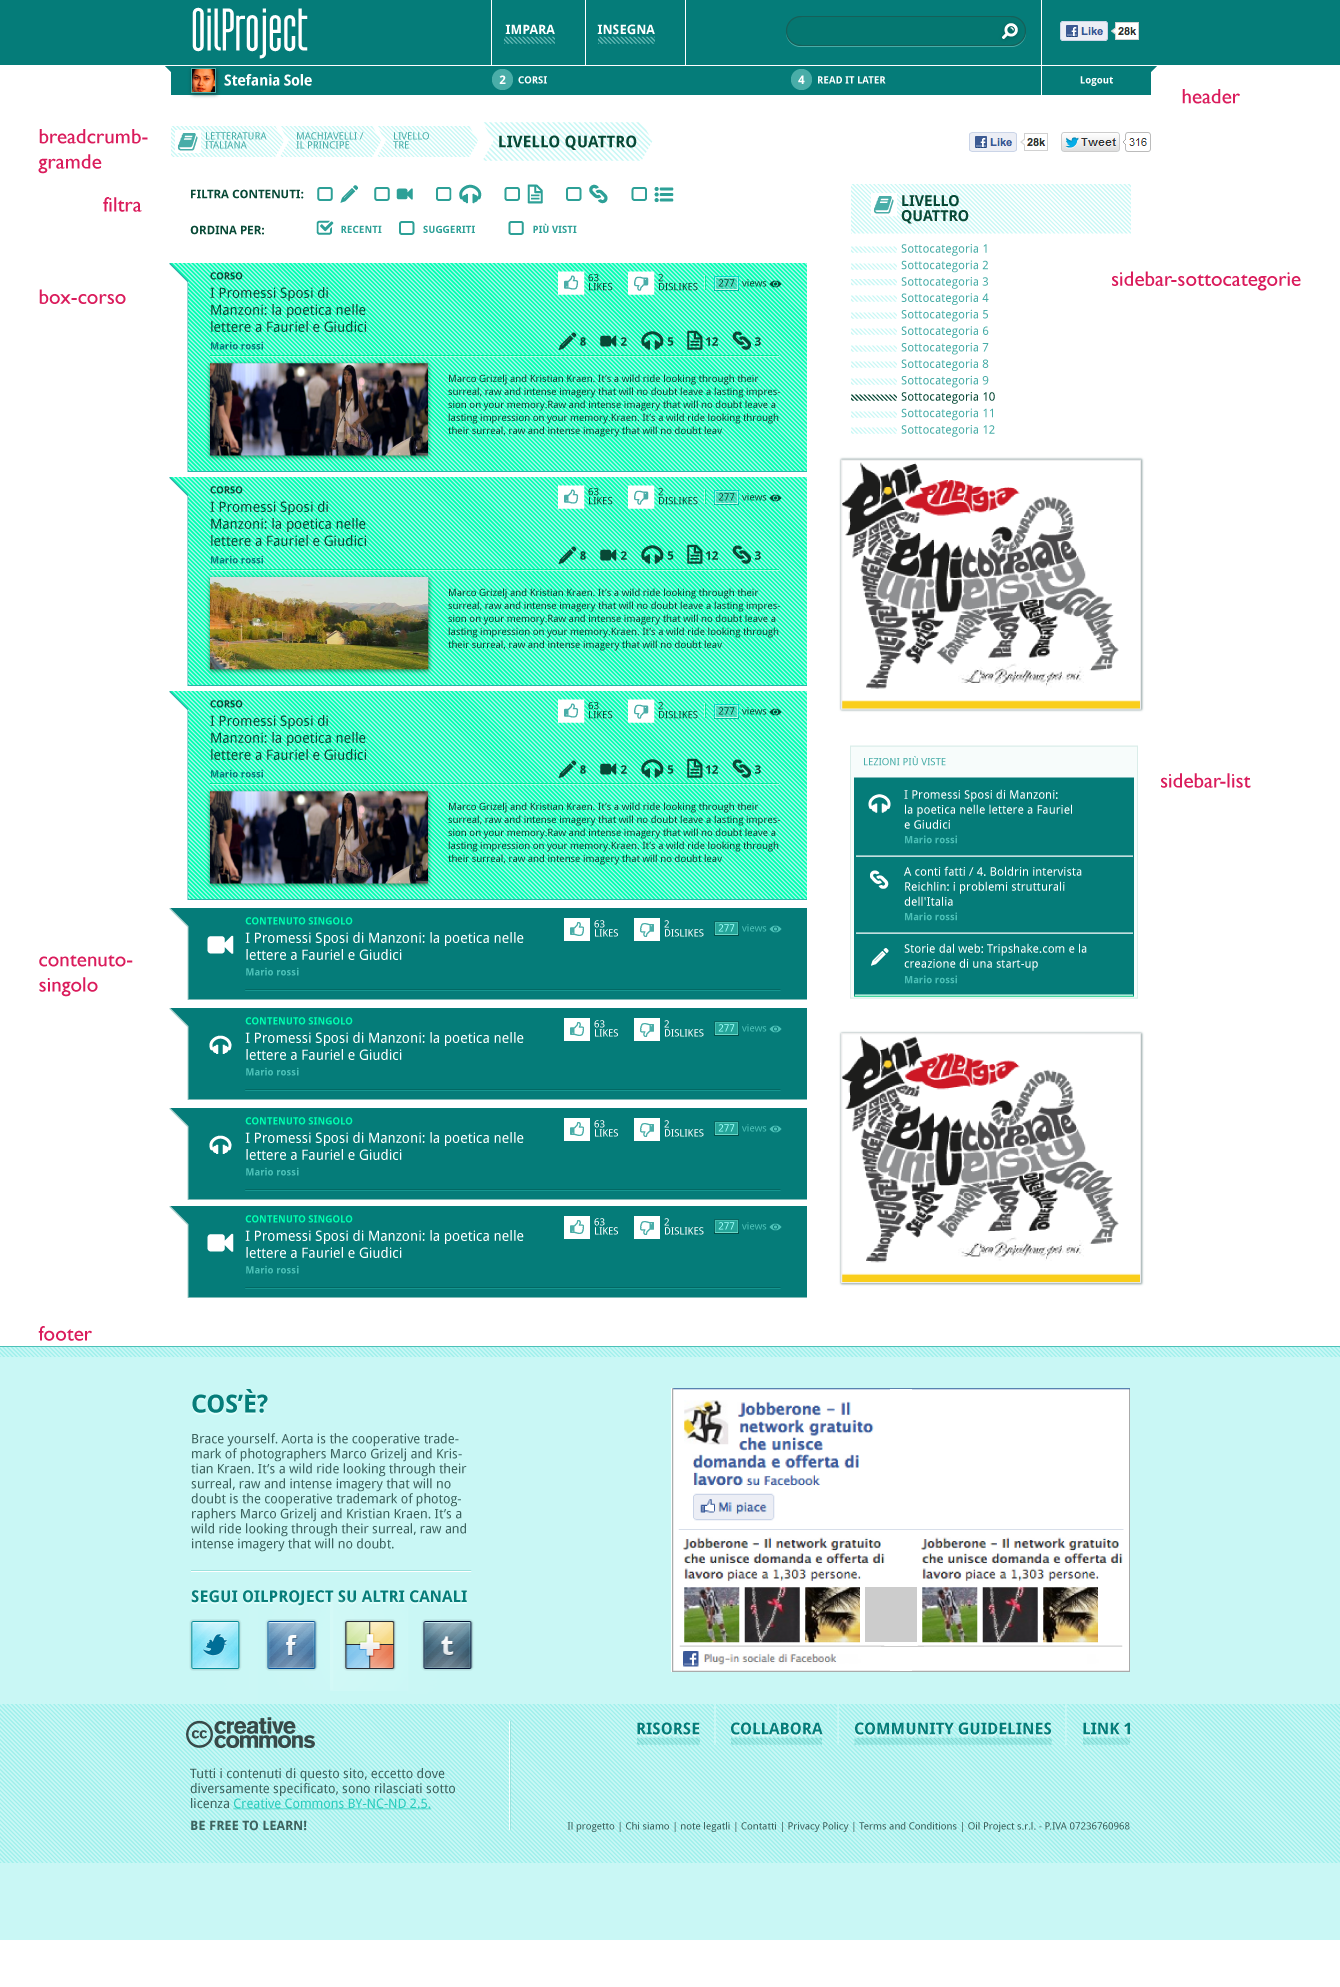 OilProject
IMPARA
INSEGNA
Like
28k
Stefania Sole
2 CORSI
4 READ IT LATER
Logout
header
breadcrumb-
gramde
LETTERATURA
ITALIANA
MACHIAVELLI /
IL PRINCIPE
LIVELLO
TRE
LIVELLO QUATTRO
Like 28k
Tweet 316
filtra
FILTRA CONTENUTI:
ORDINA PER:
RECENTI
SUGGERITI
PIÙ VISTI
LIVELLO
QUATTRO
Sottocategoria 1
Sottocategoria 2
Sottocategoria 3
Sottocategoria 4
Sottocategoria 5
Sottocategoria 6
Sottocategoria 7
Sottocategoria 8
Sottocategoria 9
Sottocategoria 10
Sottocategoria 11
Sottocategoria 12
sidebar-sottocategorie
box-corso
CORSO
I Promessi Sposi di
Manzoni: la poetica nelle
lettere a Fauriel e Giudici
Mario rossi
63
LIKES
2
DISLIKES
277 views
8 2 5 12 3
Marco Grizelj and Kristian Kraen. It's a wild ride looking through their
surreal, raw and intense imagery that will no doubt leave a lasting impres-
sion on your memory.Raw and intense imagery that will no doubt leave a
lasting impression on your memory.Kraen. It's a wild ride looking through
their surreal, raw and intense imagery that will no doubt leav
CORSO
I Promessi Sposi di
Manzoni: la poetica nelle
lettere a Fauriel e Giudici
Mario rossi
63
LIKES
2
DISLIKES
277 views
8 2 5 12 3
Marco Grizelj and Kristian Kraen. It's a wild ride looking through their
surreal, raw and intense imagery that will no doubt leave a lasting impres-
sion on your memory.Raw and intense imagery that will no doubt leave a
lasting impression on your memory.Kraen. It's a wild ride looking through
their surreal, raw and intense imagery that will no doubt leav
CORSO
I Promessi Sposi di
Manzoni: la poetica nelle
lettere a Fauriel e Giudici
Mario rossi
63
LIKES
2
DISLIKES
277 views
8 2 5 12 3
Marco Grizelj and Kristian Kraen. It's a wild ride looking through their
surreal, raw and intense imagery that will no doubt leave a lasting impres-
sion on your memory.Raw and intense imagery that will no doubt leave a
lasting impression on your memory.Kraen. It's a wild ride looking through
their surreal, raw and intense imagery that will no doubt leav
contenuto-
singolo
CONTENUTO SINGOLO
I Promessi Sposi di Manzoni: la poetica nelle
lettere a Fauriel e Giudici
Mario rossi
63
LIKES
2
DISLIKES
277 views
CONTENUTO SINGOLO
I Promessi Sposi di Manzoni: la poetica nelle
lettere a Fauriel e Giudici
Mario rossi
63
LIKES
2
DISLIKES
277 views
CONTENUTO SINGOLO
I Promessi Sposi di Manzoni: la poetica nelle
lettere a Fauriel e Giudici
Mario rossi
63
LIKES
2
DISLIKES
277 views
CONTENUTO SINGOLO
I Promessi Sposi di Manzoni: la poetica nelle
lettere a Fauriel e Giudici
Mario rossi
63
LIKES
2
DISLIKES
277 views
eni
energia
eni corporate
university
LEZIONI PIÙ VISTE
sidebar-list
I Promessi Sposi di Manzoni:
la poetica nelle lettere a Fauriel
e Giudici
Mario rossi
A conti fatti / 4. Boldrin intervista
Reichlin: i problemi strutturali
dell'Italia
Mario rossi
Storie dal web: Tripshake.com e la
creazione di una start-up
Mario rossi
eni
energia
eni corporate
university
footer
COS'È?
Brace yourself. Aorta is the cooperative trade-
mark of photographers Marco Grizelj and Kris-
tian Kraen. It's a wild ride looking through their
surreal, raw and intense imagery that will no
doubt is the cooperative trademark of photog-
raphers Marco Grizelj and Kristian Kraen. It's a
wild ride looking through their surreal, raw and
intense imagery that will no doubt.
SEGUI OILPROJECT SU ALTRI CANALI
f
t
Jobberone - Il
network gratuito
che unisce
domanda e offerta di
lavoro su Facebook
Mi piace
Jobberone - Il network gratuito
che unisce domanda e offerta di
lavoro piace a 1,303 persone.
Jobberone - Il network gratuito
che unisce domanda e offerta di
lavoro piace a 1,303 persone.
Plug-in sociale di Facebook
cc creative
commons
Tutti i contenuti di questo sito, eccetto dove
diversamente specificato, sono rilasciati sotto
licenza Creative Commons BY-NC-ND 2.5.
BE FREE TO LEARN!
RISORSE
COLLABORA
COMMUNITY GUIDELINES
LINK 1
Il progetto | Chi siamo | note legatli | Contatti | Privacy Policy | Terms and Conditions | Oil Project s.r.l. - P.IVA 07236760968